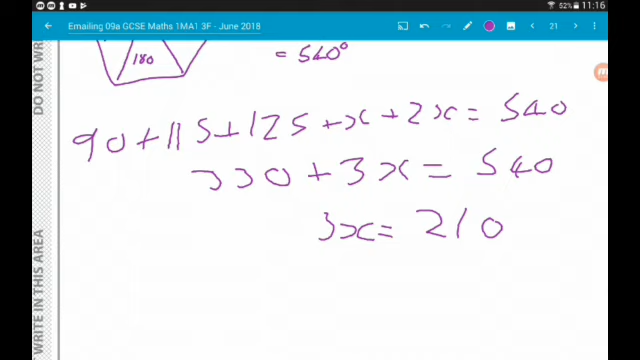 11:16
52%
Emailing 09a GCSE Maths 1MA1 3F - June 2018
21
DO NOT WRI
WRITE IN THIS AREA
180
= 540°
90 + 115 + 125 + x + 2x = 540
330 + 3x = 540
3x = 210